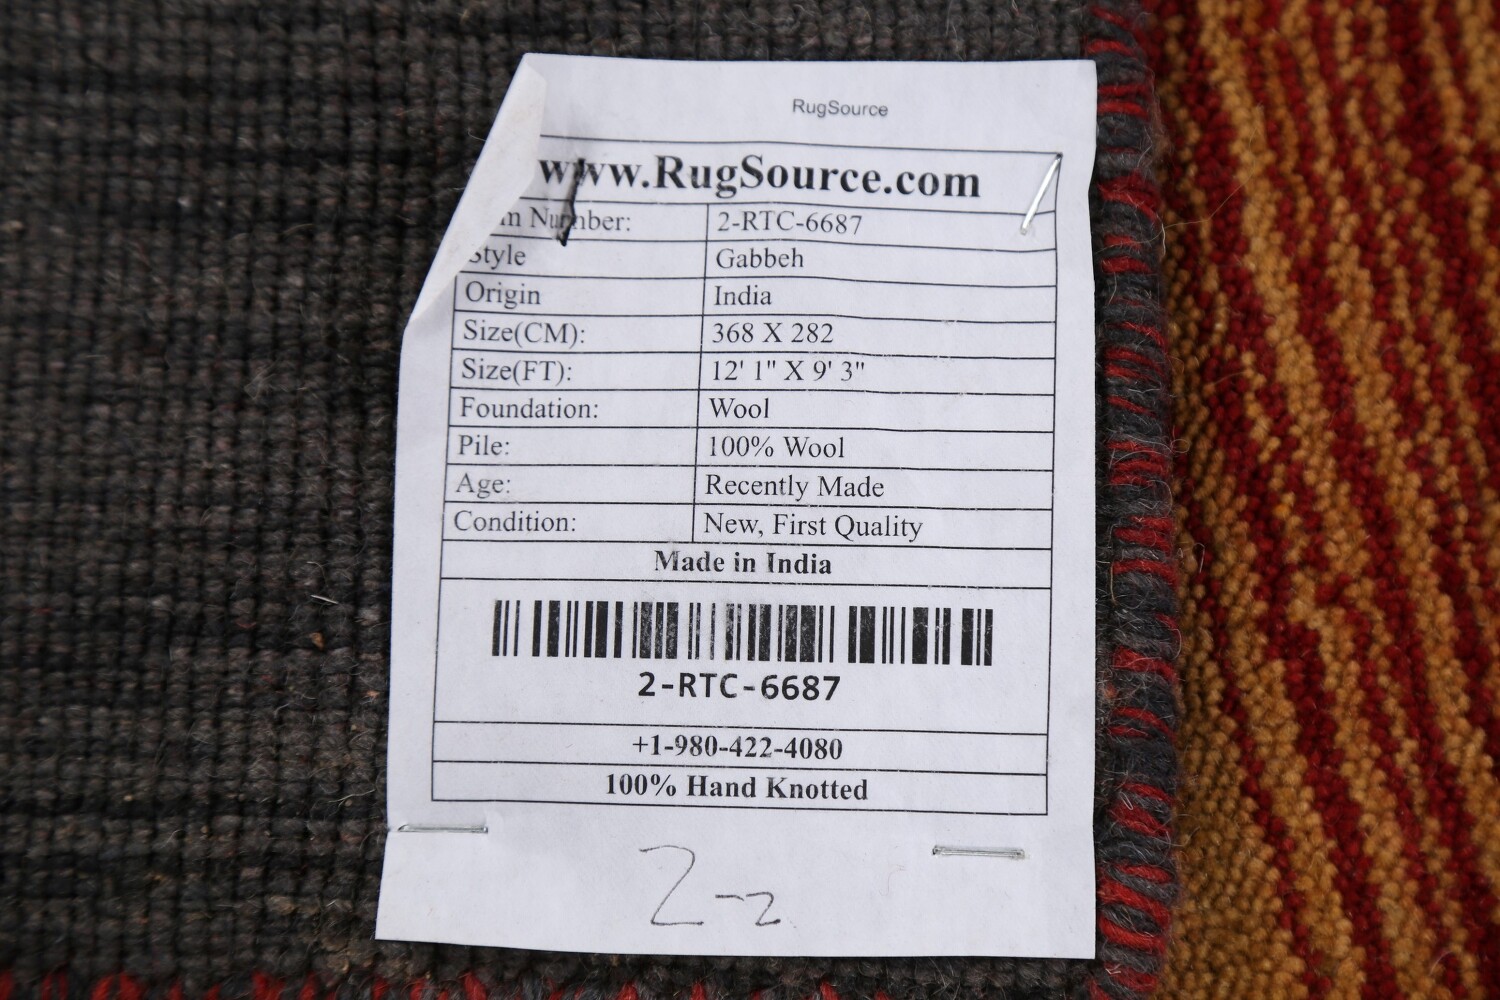 RugSource
www.RugSource.com
Number: 2-RTC-6687
Style Gabbeh
Origin India
Size(CM): 368 X 282
Size(FT): 12' 1" X 9' 3"
Foundation: Wool
Pile: 100% Wool
Age: Recently Made
Condition: New, First Quality
Made in India
2-RTC-6687
+1-980-422-4080
100% Hand Knotted
2-2